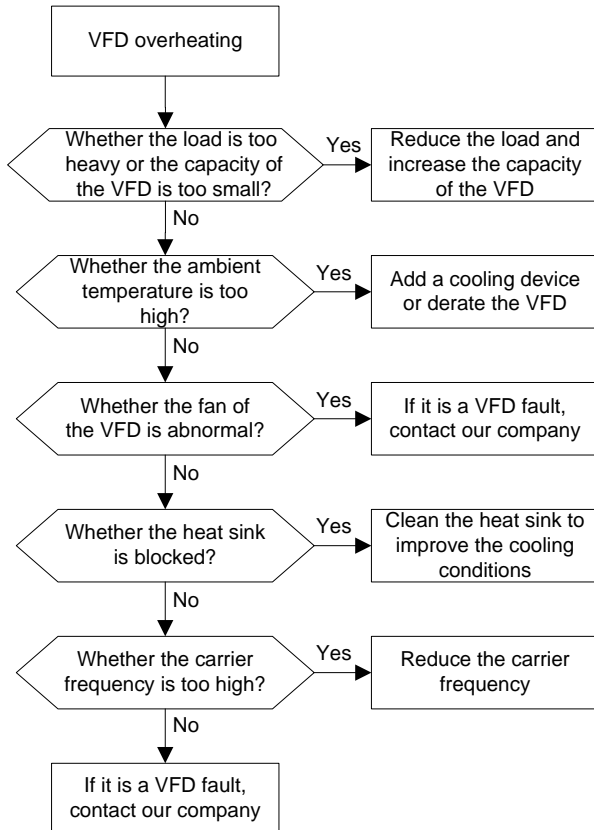 VFD overheating
Whether the load is too
heavy or the capacity of
the VFD is too small?
Yes
Reduce the load and
increase the capacity
of the VFD
No
Whether the ambient
temperature is too
high?
Yes
Add a cooling device
or derate the VFD
No
Whether the fan of
the VFD is abnormal?
Yes
If it is a VFD fault,
contact our company
No
Whether the heat sink
is blocked?
Yes
Clean the heat sink to
improve the cooling
conditions
No
Whether the carrier
frequency is too high?
Yes
Reduce the carrier
frequency
No
If it is a VFD fault,
contact our company